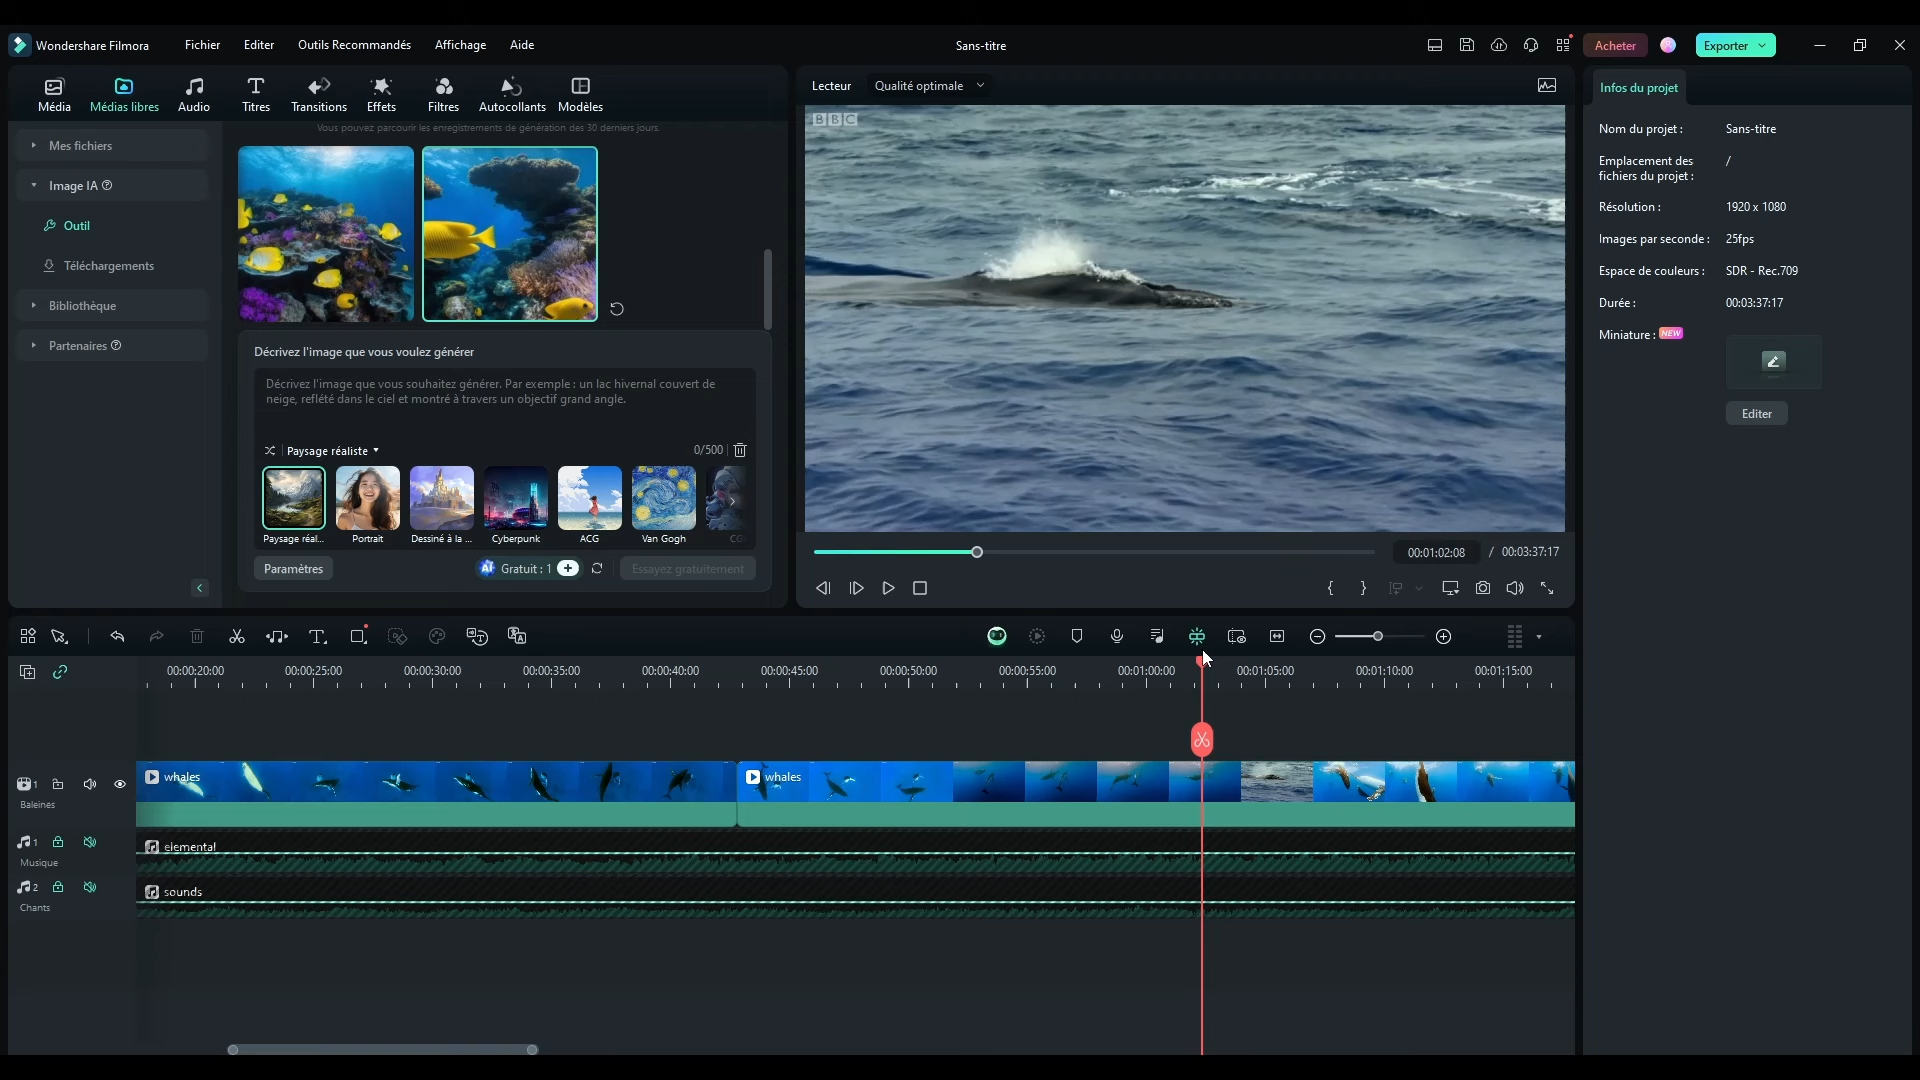 Wondershare Filmora
Fichier
Editer
Outils Recommandés
Affichage
Aide
Sans-titre
Acheter
Exporter
Média
Médias libres
Audio
Titres
Transitions
Effets
Filtres
Autocollants
Modèles
Mes fichiers
Image IA
Outil
Téléchargements
Bibliothèque
Partenaires
Vous pouvez parcourir les enregistrements de génération des 30 derniers jours.
Décrivez l'image que vous voulez générer
Décrivez l'image que vous souhaitez générer. Par exemple : un lac hivernal couvert de
neige, reflété dans le ciel et montré à travers un objectif grand angle.
Paysage réaliste
0/500
Paysage réal...
Portrait
Dessiné à la ...
Cyberpunk
ACG
Van Gogh
Paramètres
AI
Gratuit : 1
Essayez gratuitement
Lecteur
Qualité optimale
BBC
00:01:02:08 / 00:03:37:17
Infos du projet
Nom du projet : Sans-titre
Emplacement des
fichiers du projet : /
Résolution : 1920 x 1080
Images par seconde : 25fps
Espace de couleurs : SDR - Rec.709
Durée : 00:03:37:17
Miniature : NEW
Editer
00:00:20:00 00:00:25:00 00:00:30:00 00:00:35:00 00:00:40:00 00:00:45:00 00:00:50:00 00:00:55:00 00:01:00:00 00:01:05:00 00:01:10:00 00:01:15:00
1
Baleines
whales
whales
1
Musique
elemental
2
Chants
sounds